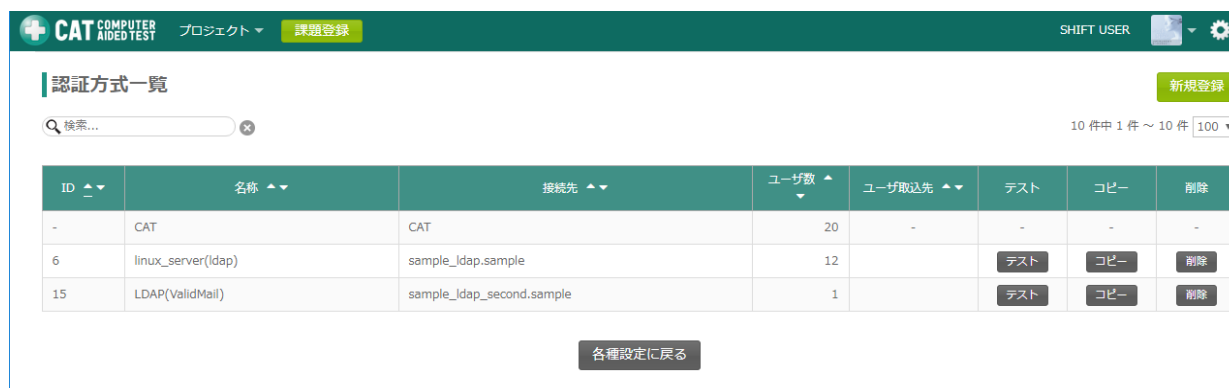 CAT COMPUTER AIDED TEST プロジェクト 課題登録 SHIFT USER
認証方式一覧 新規登録
検索... 10 件中 1 件 ~ 10 件 100
ID 名称 接続先 ユーザ数 ユーザ取込先 テスト コピー 削除
- CAT CAT 20 - - - -
6 linux_server(ldap) sample_ldap.sample 12 テスト コピー 削除
15 LDAP(ValidMail) sample_ldap_second.sample 1 テスト コピー 削除
各種設定に戻る